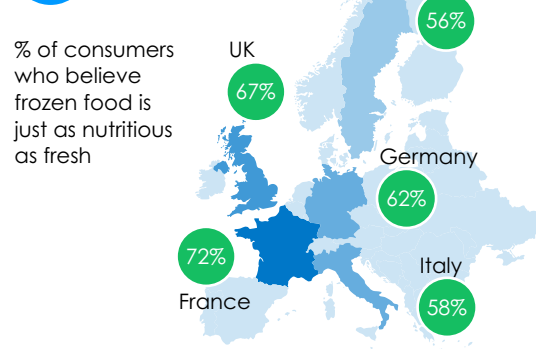 % of consumers
who believe
frozen food is
just as nutritious
as fresh
56%
UK
67%
Germany
62%
72%
France
Italy
58%